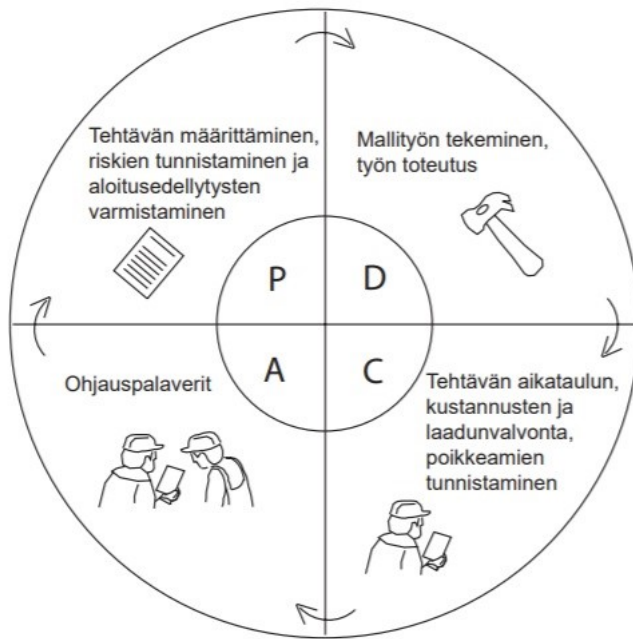 Tehtävän määrittäminen,
riskien tunnistaminen ja
aloitusedellytysten
varmistaminen
Mallityön tekeminen,
työn toteutus
P
D
A
C
Ohjauspalaverit
Tehtävän aikataulun,
kustannusten ja
laadunvalvonta,
poikkeamien
tunnistaminen